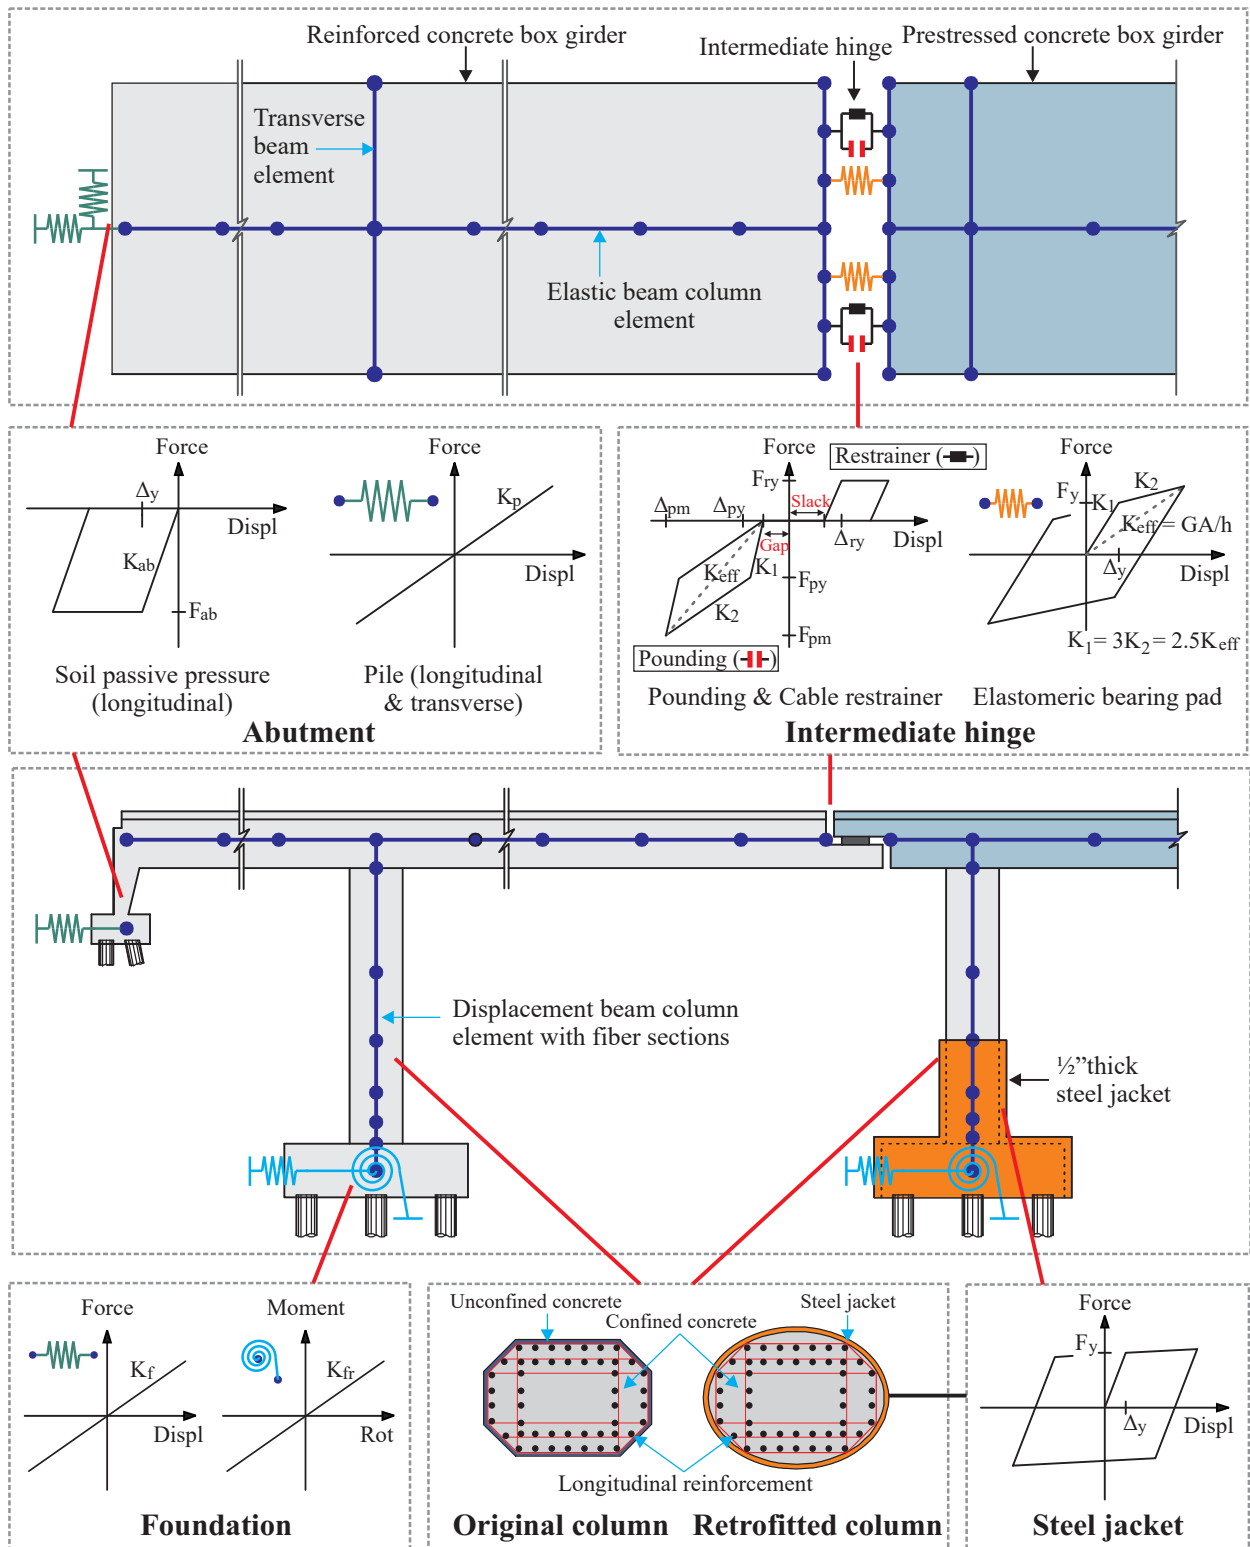 Reinforced concrete box girder
Intermediate hinge
Prestressed concrete box girder
Transverse
beam
element
Elastic beam column
element
Force
Δy
Displ
Kab
Fab
Soil passive pressure
(longitudinal)
Force
Kp
Displ
Pile (longitudinal
& transverse)
Abutment
Force
Restrainer ( )
Fry
Slack
Δpm
Δpy
Δry
Displ
Gap
Keff
K1
K2
Fpy
Fpm
Pounding ( )
Pounding & Cable restrainer
Force
Fy
K1
K2
Keff = GA/h
Δy
Displ
K1= 3K2= 2.5Keff
Elastomeric bearing pad
Intermediate hinge
Displacement beam column
element with fiber sections
½”thick
steel jacket
Force
Kf
Displ
Moment
Kfr
Rot
Foundation
Unconfined concrete
Confined concrete
Steel jacket
Longitudinal reinforcement
Original column
Retrofitted column
Force
Fy
Δy
Displ
Steel jacket